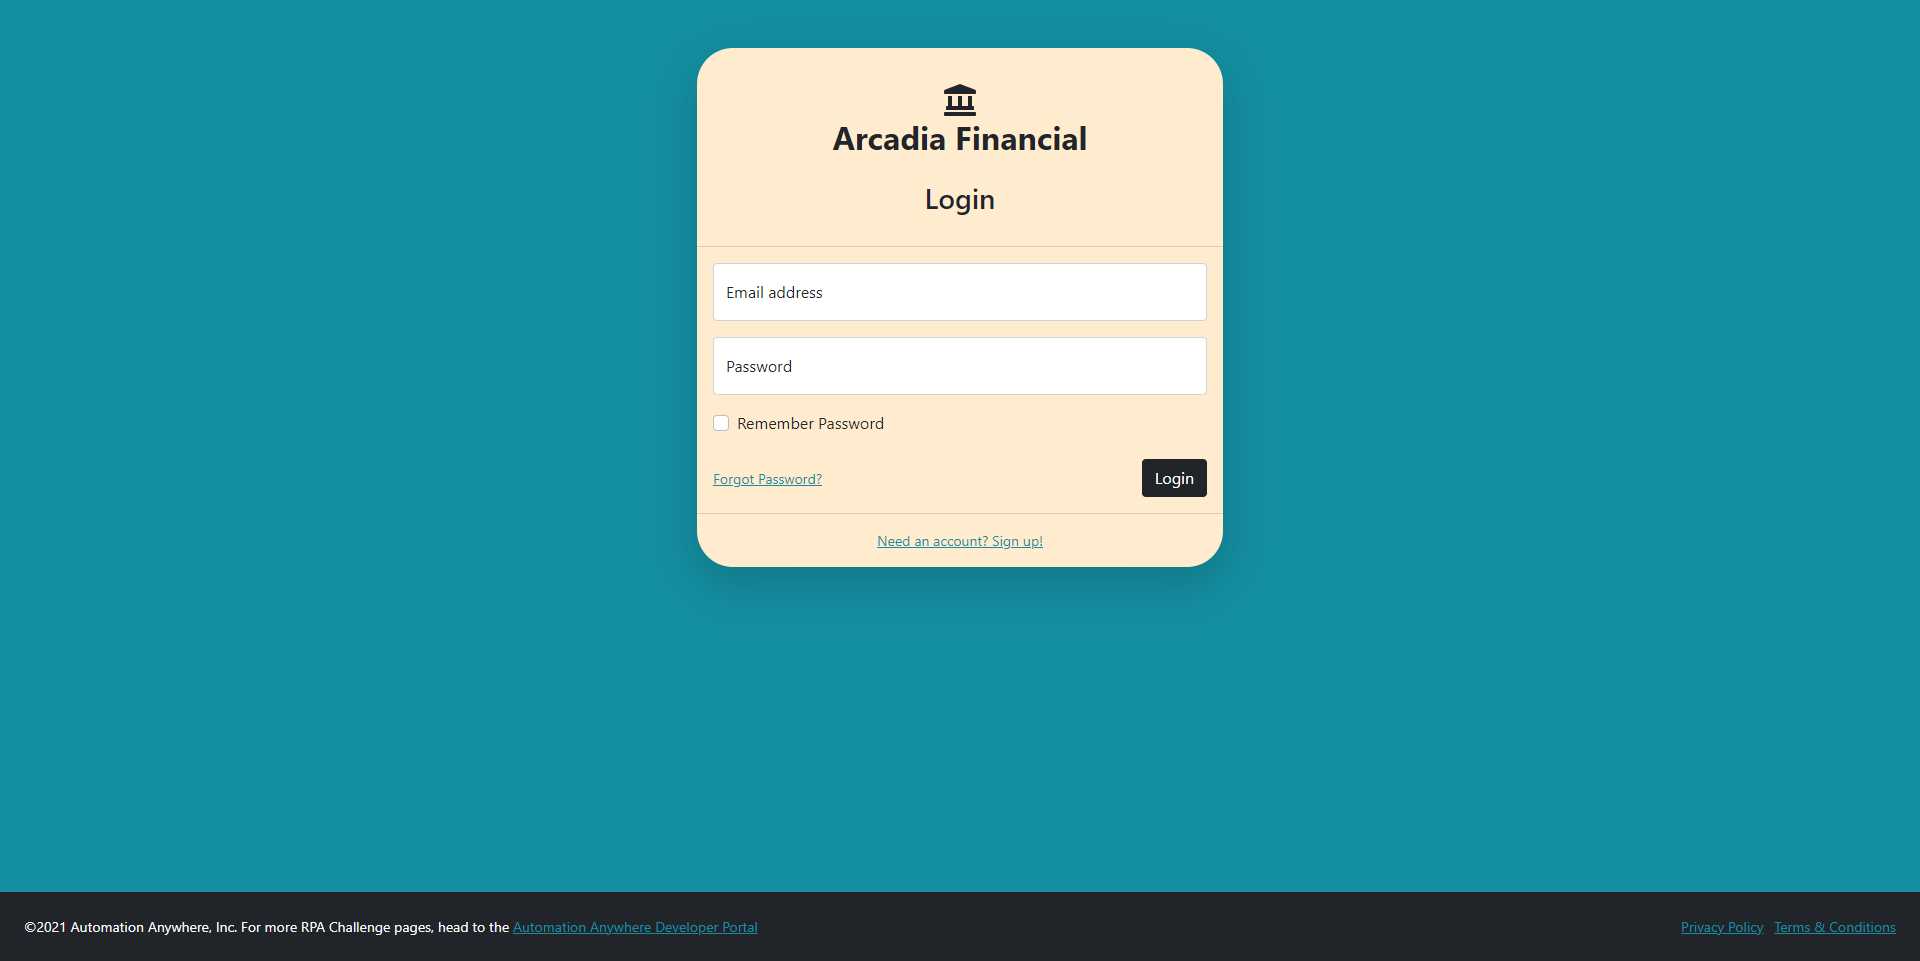 Arcadia Financial
Login
Email address
Password
Remember Password
Forgot Password?
Login
Need an account? Sign up!
©2021 Automation Anywhere, Inc. For more RPA Challenge pages, head to the Automation Anywhere Developer Portal
Privacy Policy Terms & Conditions